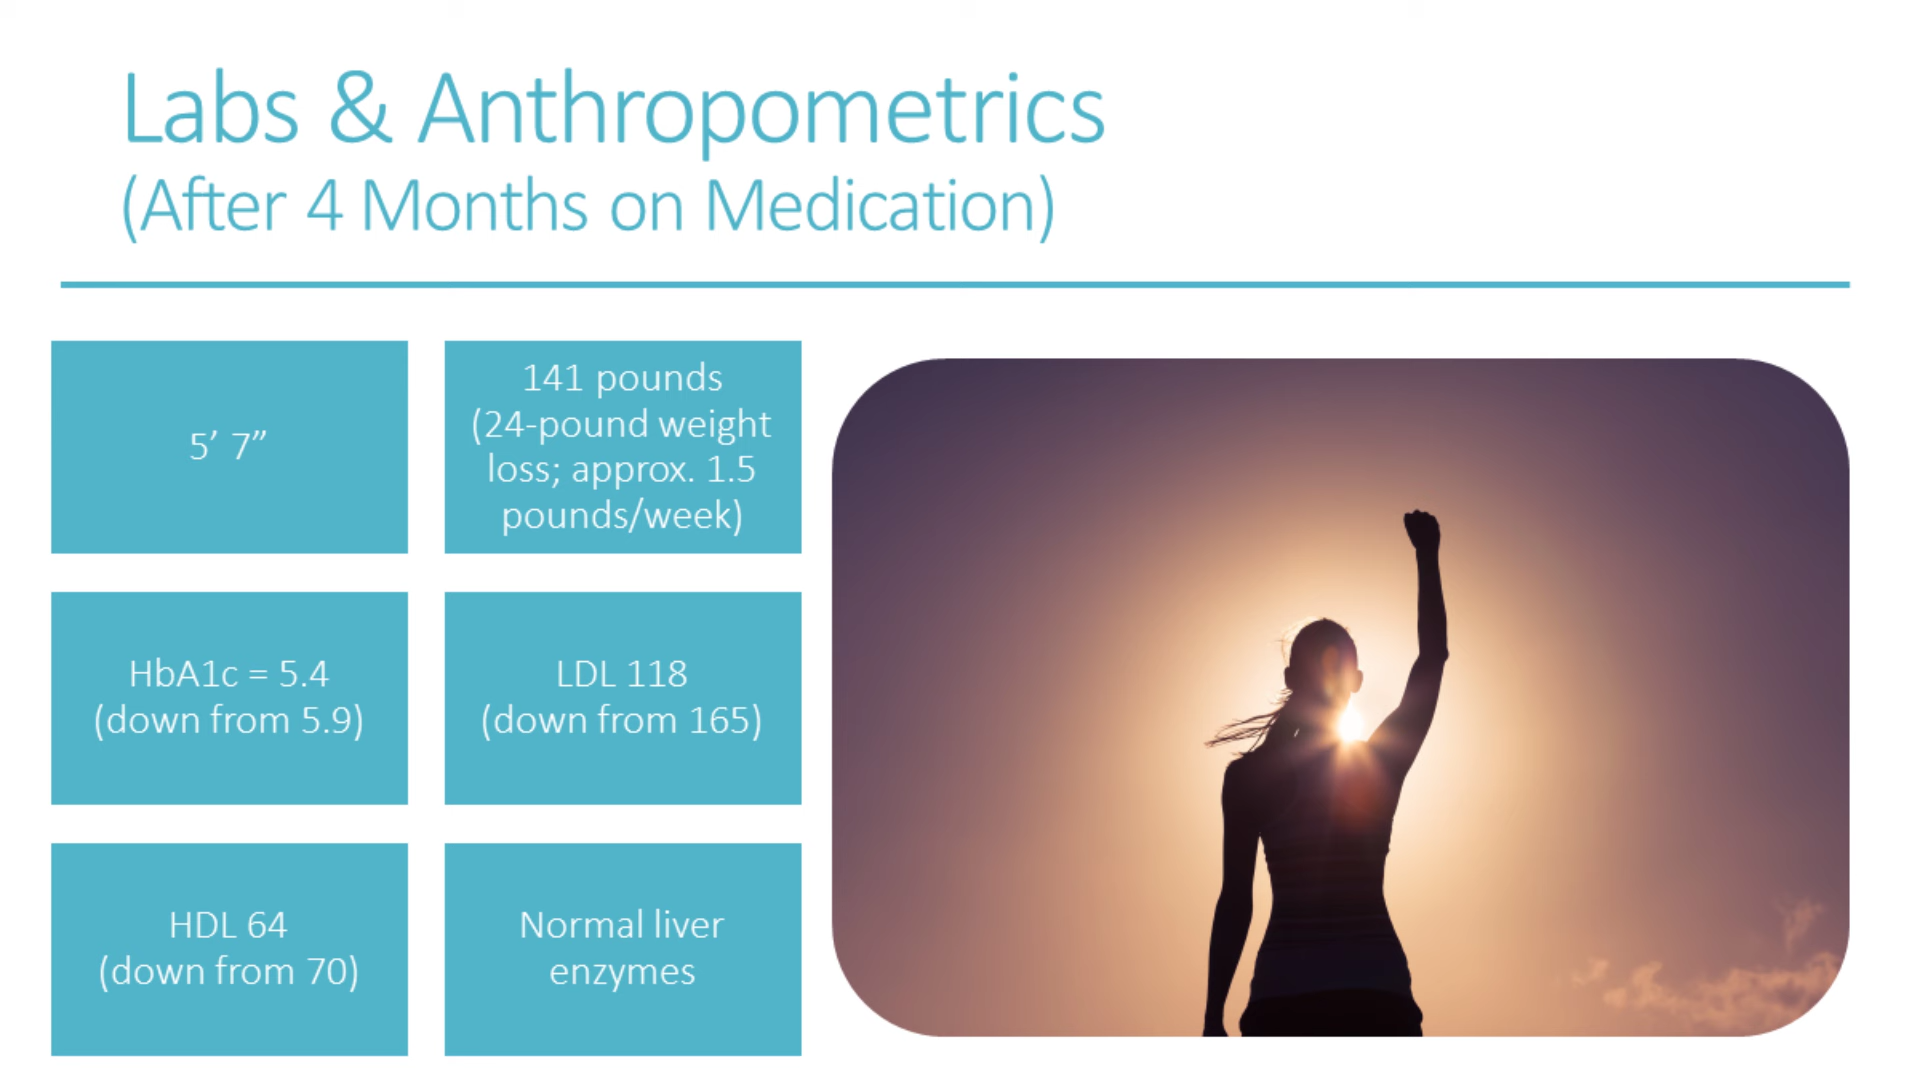 Labs & Anthropometrics
(After 4 Months on Medication)
5’ 7”
141 pounds
(24-pound weight
loss; approx. 1.5
pounds/week)
HbA1c = 5.4
(down from 5.9)
LDL 118
(down from 165)
HDL 64
(down from 70)
Normal liver
enzymes